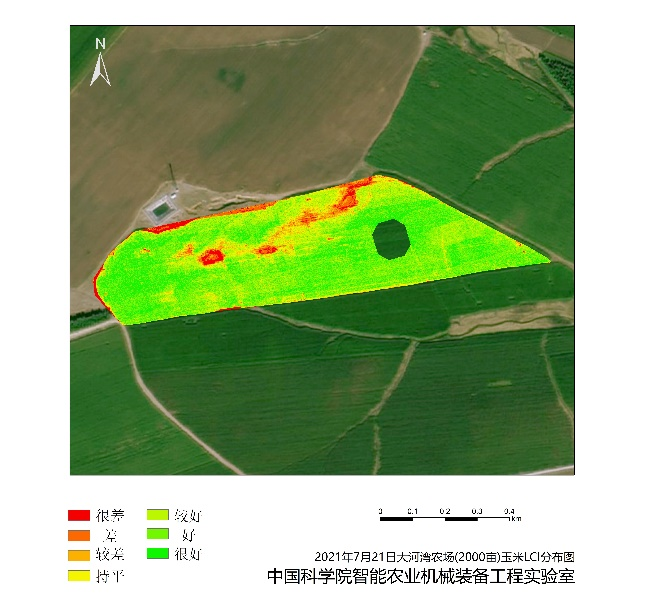 N
很差
差
较差
持平
较好
好
很好
0 0.1 0.2 0.3 0.4
km
2021年7月21日大河湾农场(2000亩)玉米LCI分布图
中国科学院智能农业机械装备工程实验室